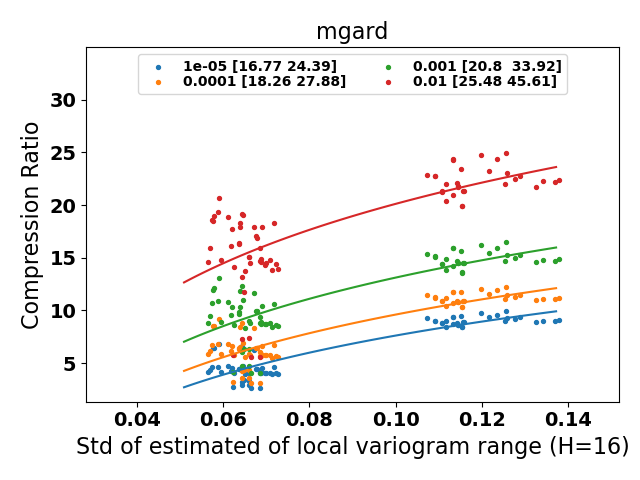 mgard
1e-05 [16.77 24.39]
0.0001 [18.26 27.88]
0.001 [20.8  33.92]
0.01 [25.48 45.61]
Compression Ratio
30
25
20
15
10
5
0.04 0.06 0.08 0.10 0.12 0.14
Std of estimated of local variogram range (H=16)